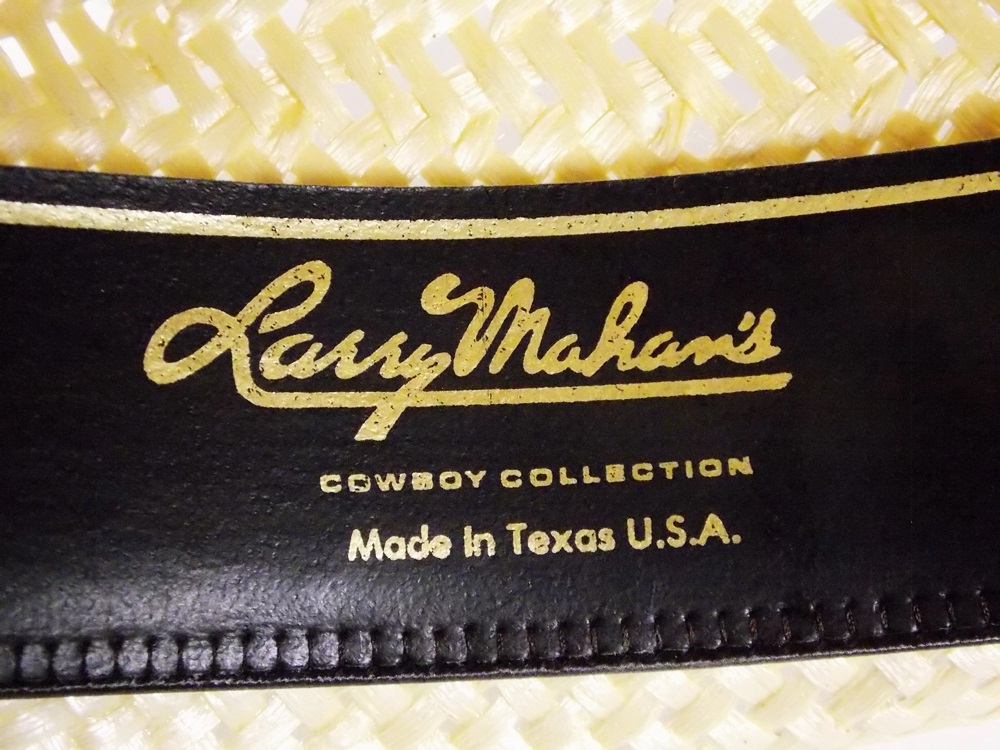 Larry Mahan's
COWBOY COLLECTION
Made In Texas U.S.A.